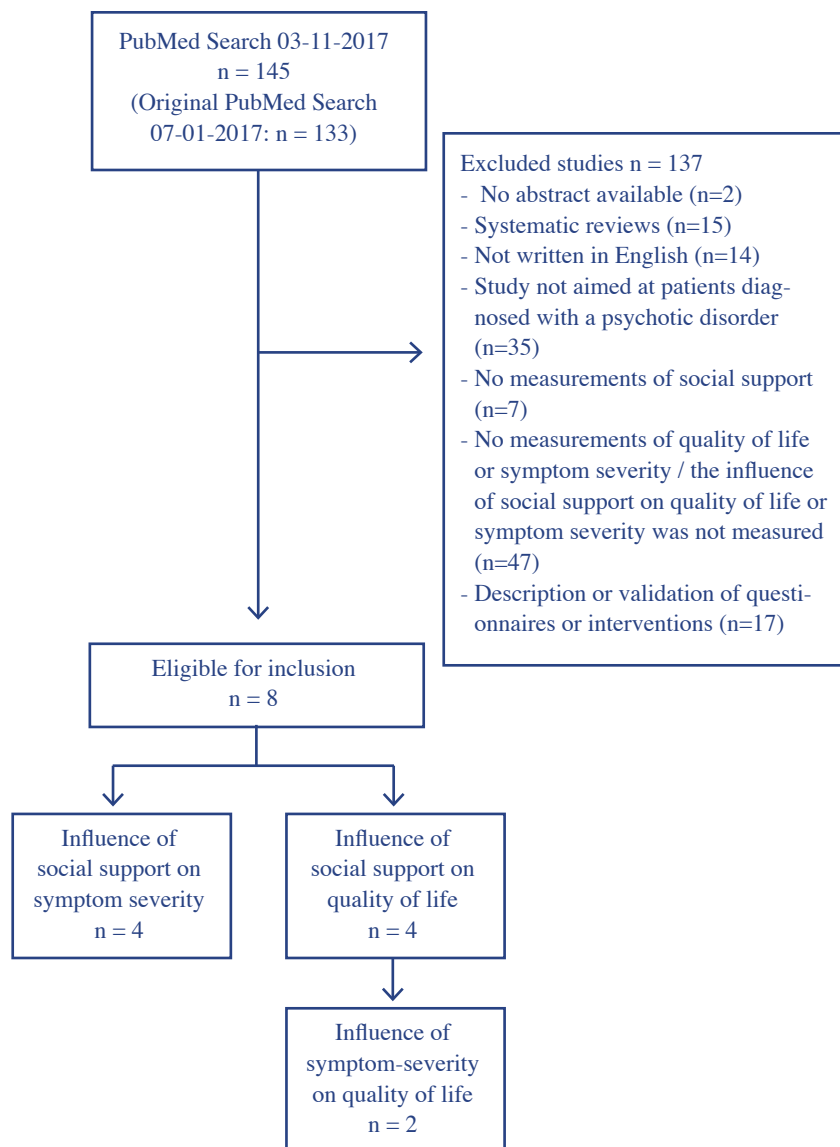 PubMed Search 03-11-2017
n = 145
(Original PubMed Search
07-01-2017: n = 133)
Excluded studies n = 137
- No abstract available (n=2)
- Systematic reviews (n=15)
- Not written in English (n=14)
- Study not aimed at patients diag-
nosed with a psychotic disorder
(n=35)
- No measurements of social support
(n=7)
- No measurements of quality of life
or symptom severity / the influence
of social support on quality of life or
symptom severity was not measured
(n=47)
- Description or validation of questi-
onnaires or interventions (n=17)
Eligible for inclusion
n = 8
Influence of
social support on
symptom severity
n = 4
Influence of
social support on
quality of life
n = 4
Influence of
symptom-severity
on quality of life
n = 2